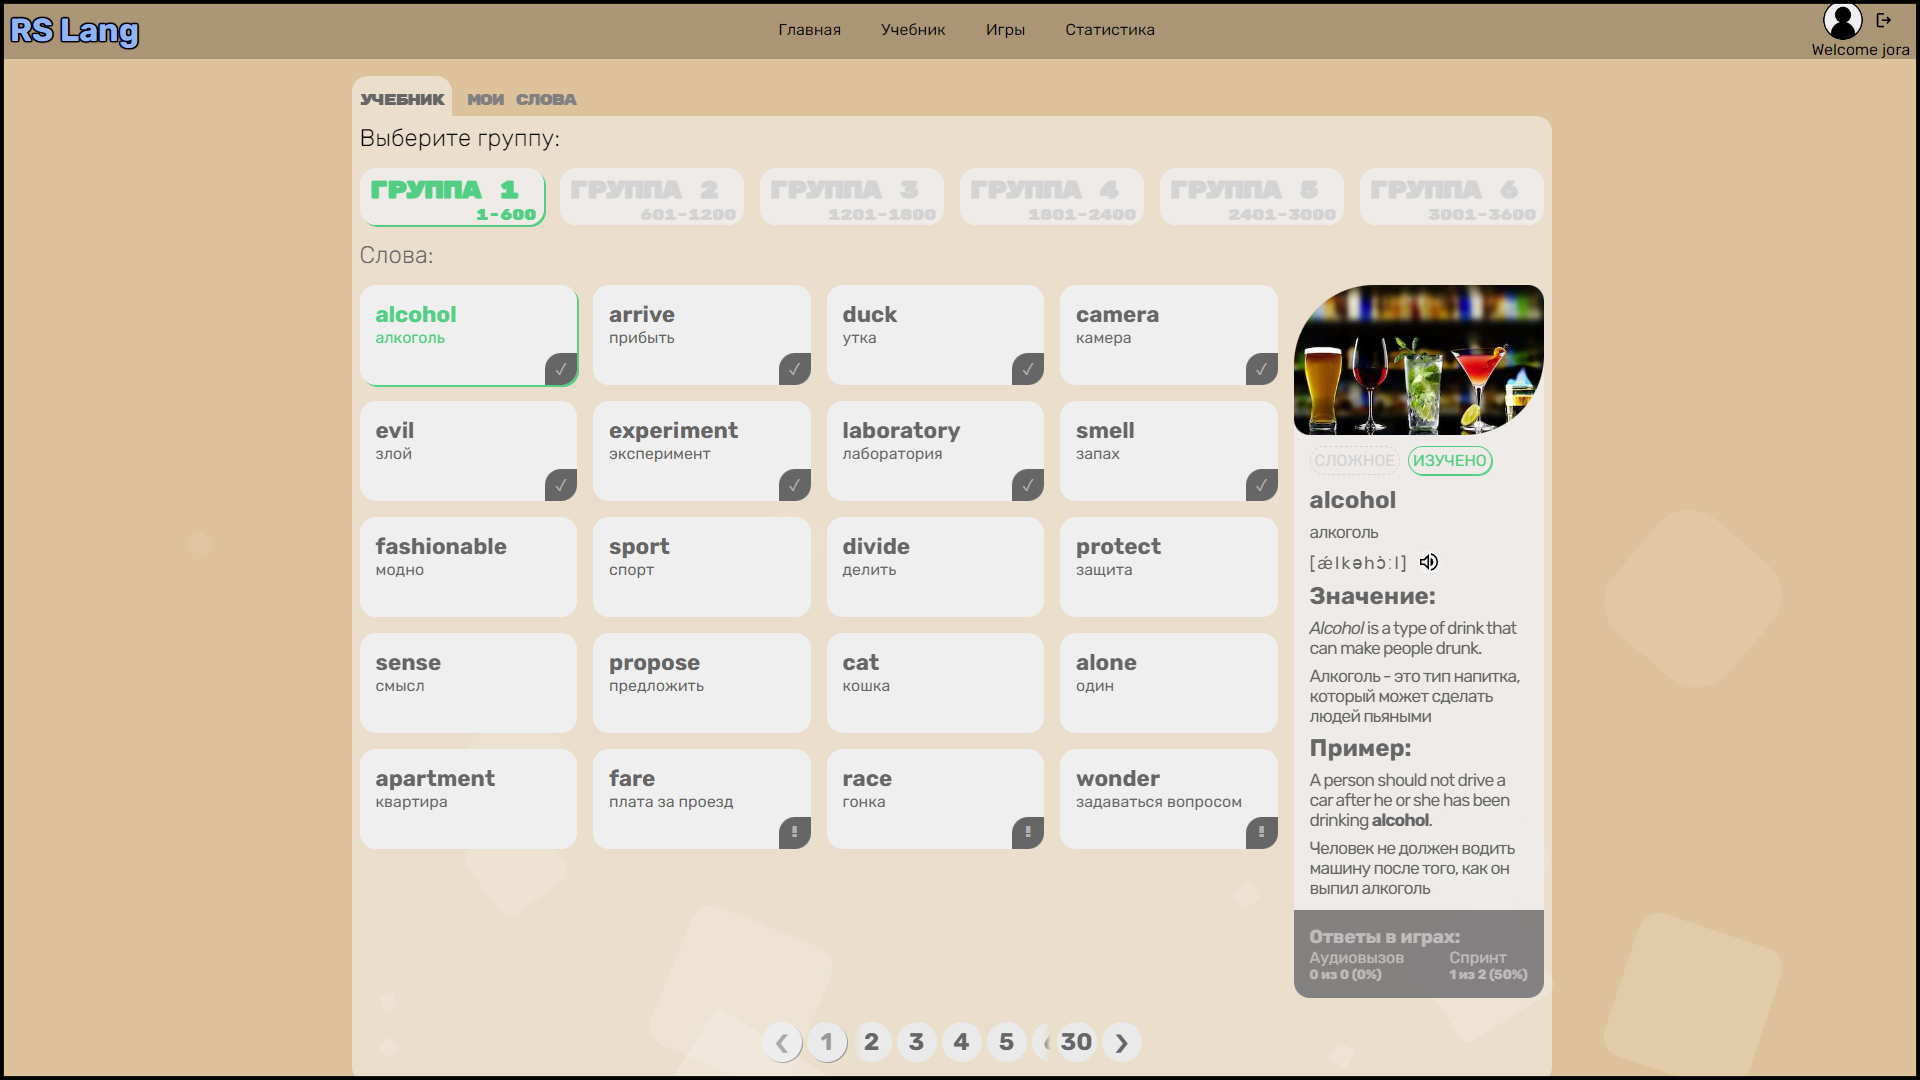 RS Lang
Главная
Учебник
Игры
Статистика
Welcome jora
УЧЕБНИК
МОИ СЛОВА
Выберите группу:
ГРУППА 1
1-600
ГРУППА 2
601-1200
ГРУППА 3
1201-1800
ГРУППА 4
1801-2400
ГРУППА 5
2401-3000
ГРУППА 6
3001-3600
Слова:
alcohol
алкоголь
✓
arrive
прибыть
✓
duck
утка
✓
camera
камера
✓
evil
злой
✓
experiment
эксперимент
✓
laboratory
лаборатория
✓
smell
запах
✓
fashionable
модно
sport
спорт
divide
делить
protect
защита
sense
смысл
propose
предложить
cat
кошка
alone
один
apartment
квартира
fare
плата за проезд
!
race
гонка
!
wonder
задаваться вопросом
!
СЛОЖНОЕ
ИЗУЧЕНО
alcohol
алкоголь
[ǽlkəhɔ̀ːl]
Значение:
Alcohol is a type of drink that
can make people drunk.
Алкоголь - это тип напитка,
который может сделать
людей пьяными
Пример:
A person should not drive a
car after he or she has been
drinking alcohol.
Человек не должен водить
машину после того, как он
выпил алкоголь
Ответы в играх:
Аудиовызов
0 из 0 (0%)
Спринт
1 из 2 (50%)
❮ 1 2 3 4 5 30 ❯